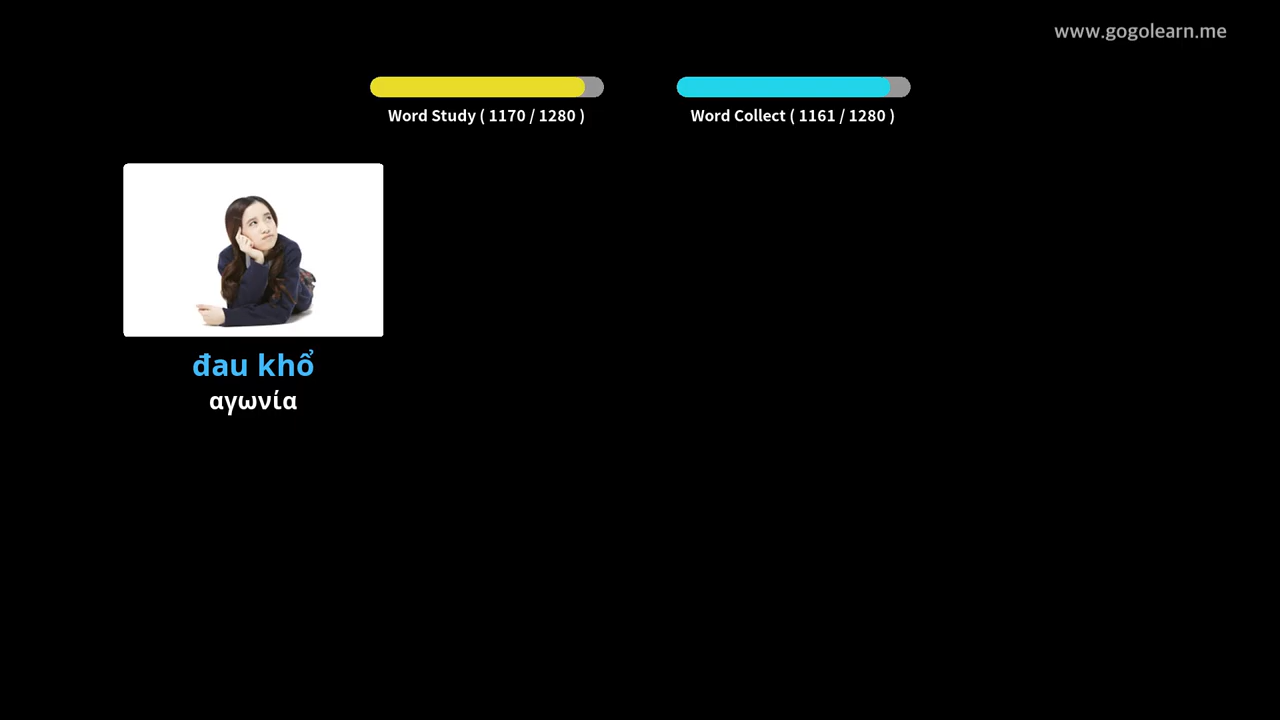 www.gogolearn.me
Word Study ( 1170 / 1280 )
Word Collect ( 1161 / 1280 )
đau khổ
αγωνία